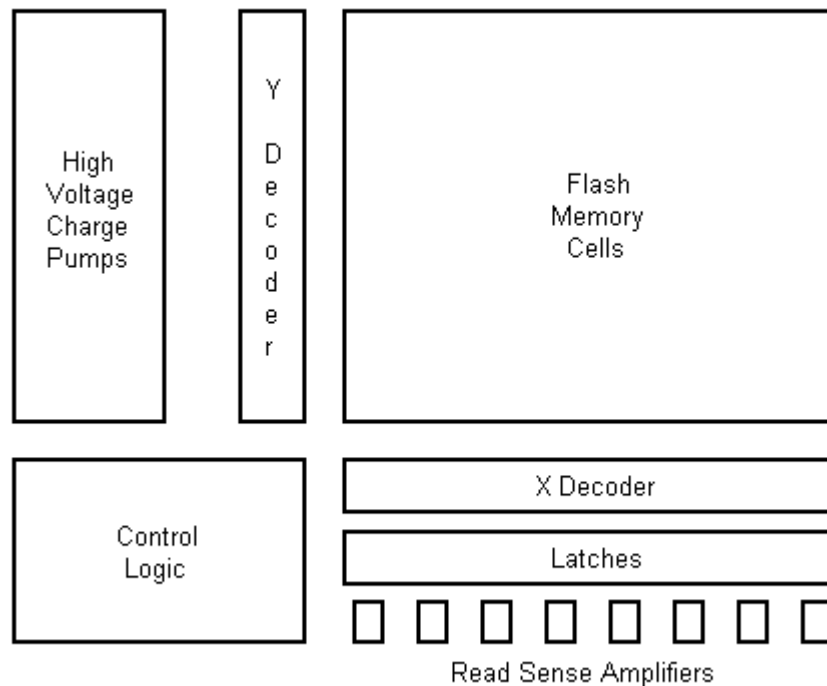 High
Voltage
Charge
Pumps
Y
D
e
c
o
d
e
r
Flash
Memory
Cells
Control
Logic
X Decoder
Latches
Read Sense Amplifiers